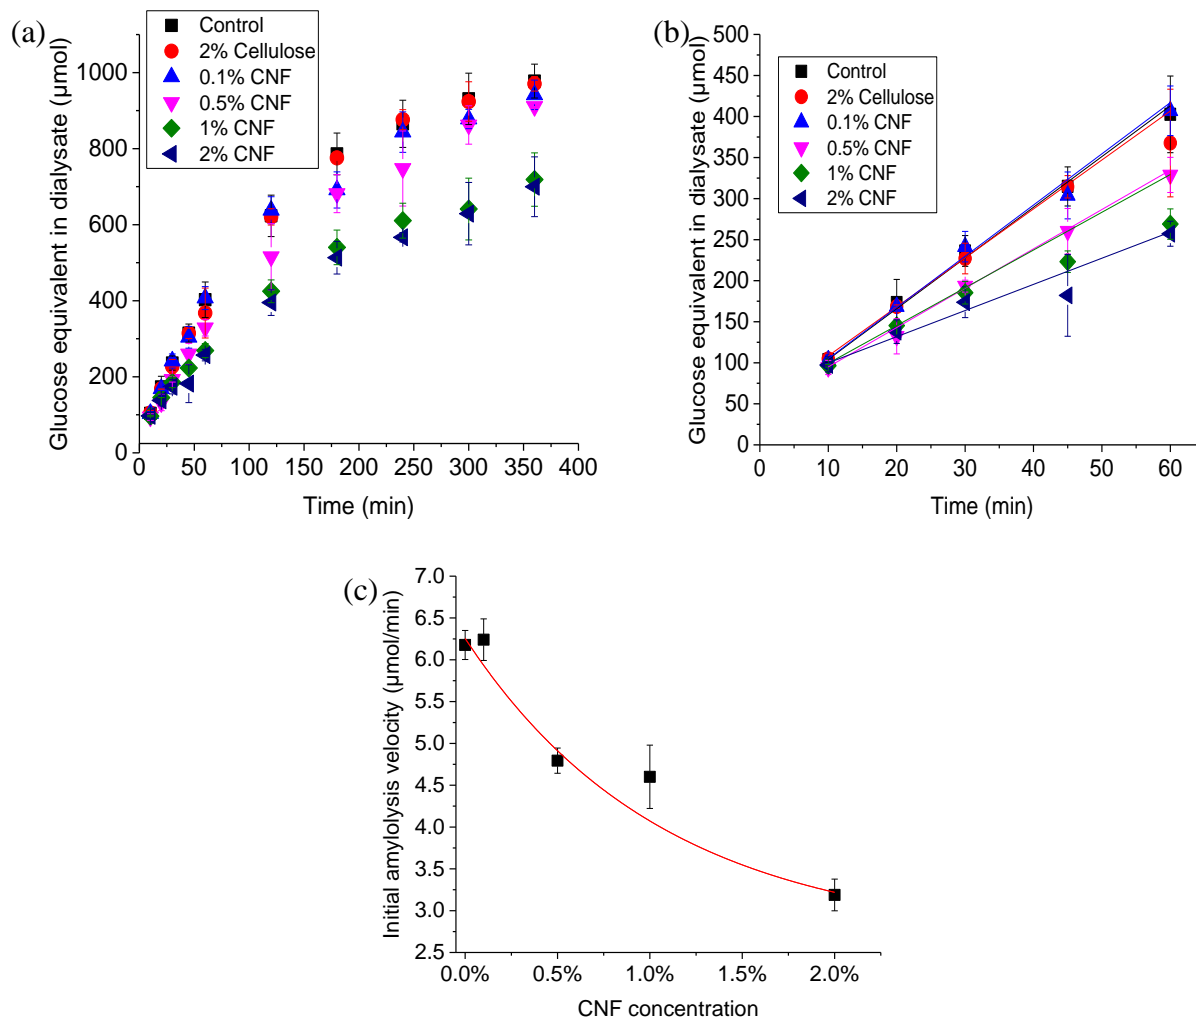 (a)
Control
2% Cellulose
0.1% CNF
0.5% CNF
1% CNF
2% CNF
Glucose equivalent in dialysate (μmol)
1000
800
600
400
200
0
0 50 100 150 200 250 300 350 400
Time (min)
(b)
Control
2% Cellulose
0.1% CNF
0.5% CNF
1% CNF
2% CNF
Glucose equivalent in dialysate (μmol)
500
450
400
350
300
250
200
150
100
50
0
0 10 20 30 40 50 60
Time (min)
(c)
Initial amylolysis velocity (μmol/min)
7.0
6.5
6.0
5.5
5.0
4.5
4.0
3.5
3.0
2.5
0.0% 0.5% 1.0% 1.5% 2.0%
CNF concentration